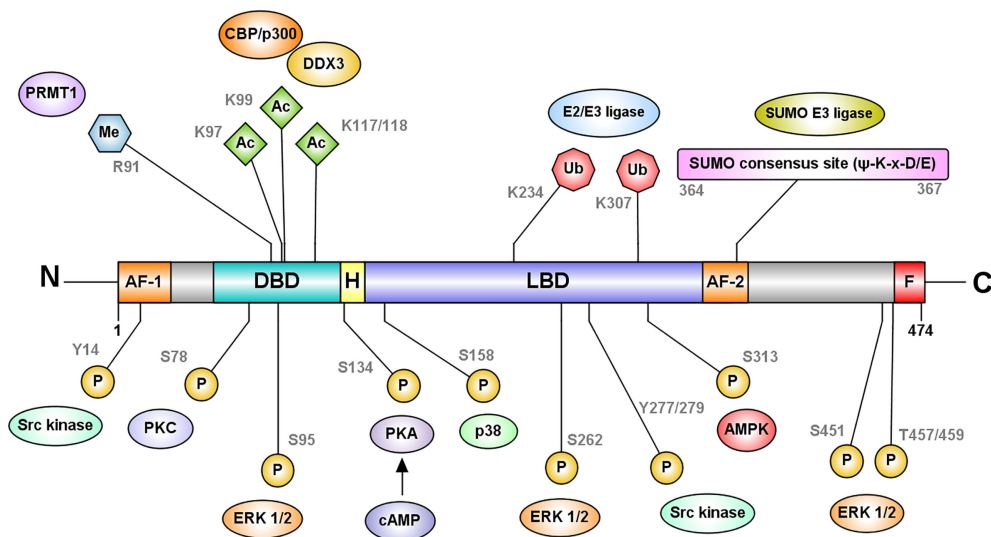 CBP/p300
DDX3
PRMT1
K99
Ac
E2/E3 ligase
SUMO E3 ligase
Me
K97
Ac
Ac
K117/118
R91
Ub
Ub
SUMO consensus site (ψ-K-x-D/E)
K234
K307
364
367
N
AF-1
DBD
H
LBD
AF-2
F
C
1
474
Y14
S78
S134
S158
S313
P
P
P
P
P
Y277/279
Src kinase
PKC
PKA
p38
AMPK
S95
S262
S451
T457/459
P
P
P
P
P
ERK 1/2
cAMP
ERK 1/2
Src kinase
ERK 1/2